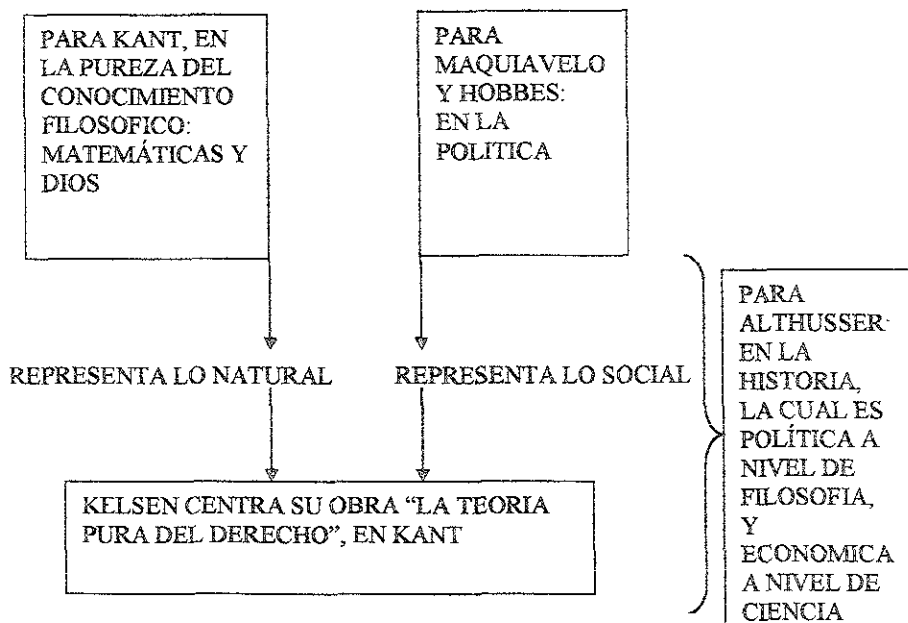 PARA KANT, EN
LA PUREZA DEL
CONOCIMIENTO
FILOSOFICO:
MATEMÁTICAS Y
DIOS
PARA
MAQUIAVELO
Y HOBBES:
EN LA
POLITICA
REPRESENTA LO NATURAL
REPRESENTA LO SOCIAL
KELSEN CENTRA SU OBRA “LA TEORIA
PURA DEL DERECHO”, EN KANT
PARA
ALTHUSSER
EN LA
HISTORIA,
LA CUAL ES
POLÍTICA A
NIVEL DE
FILOSOFIA,
Y
ECONOMICA
A NIVEL DE
CIENCIA